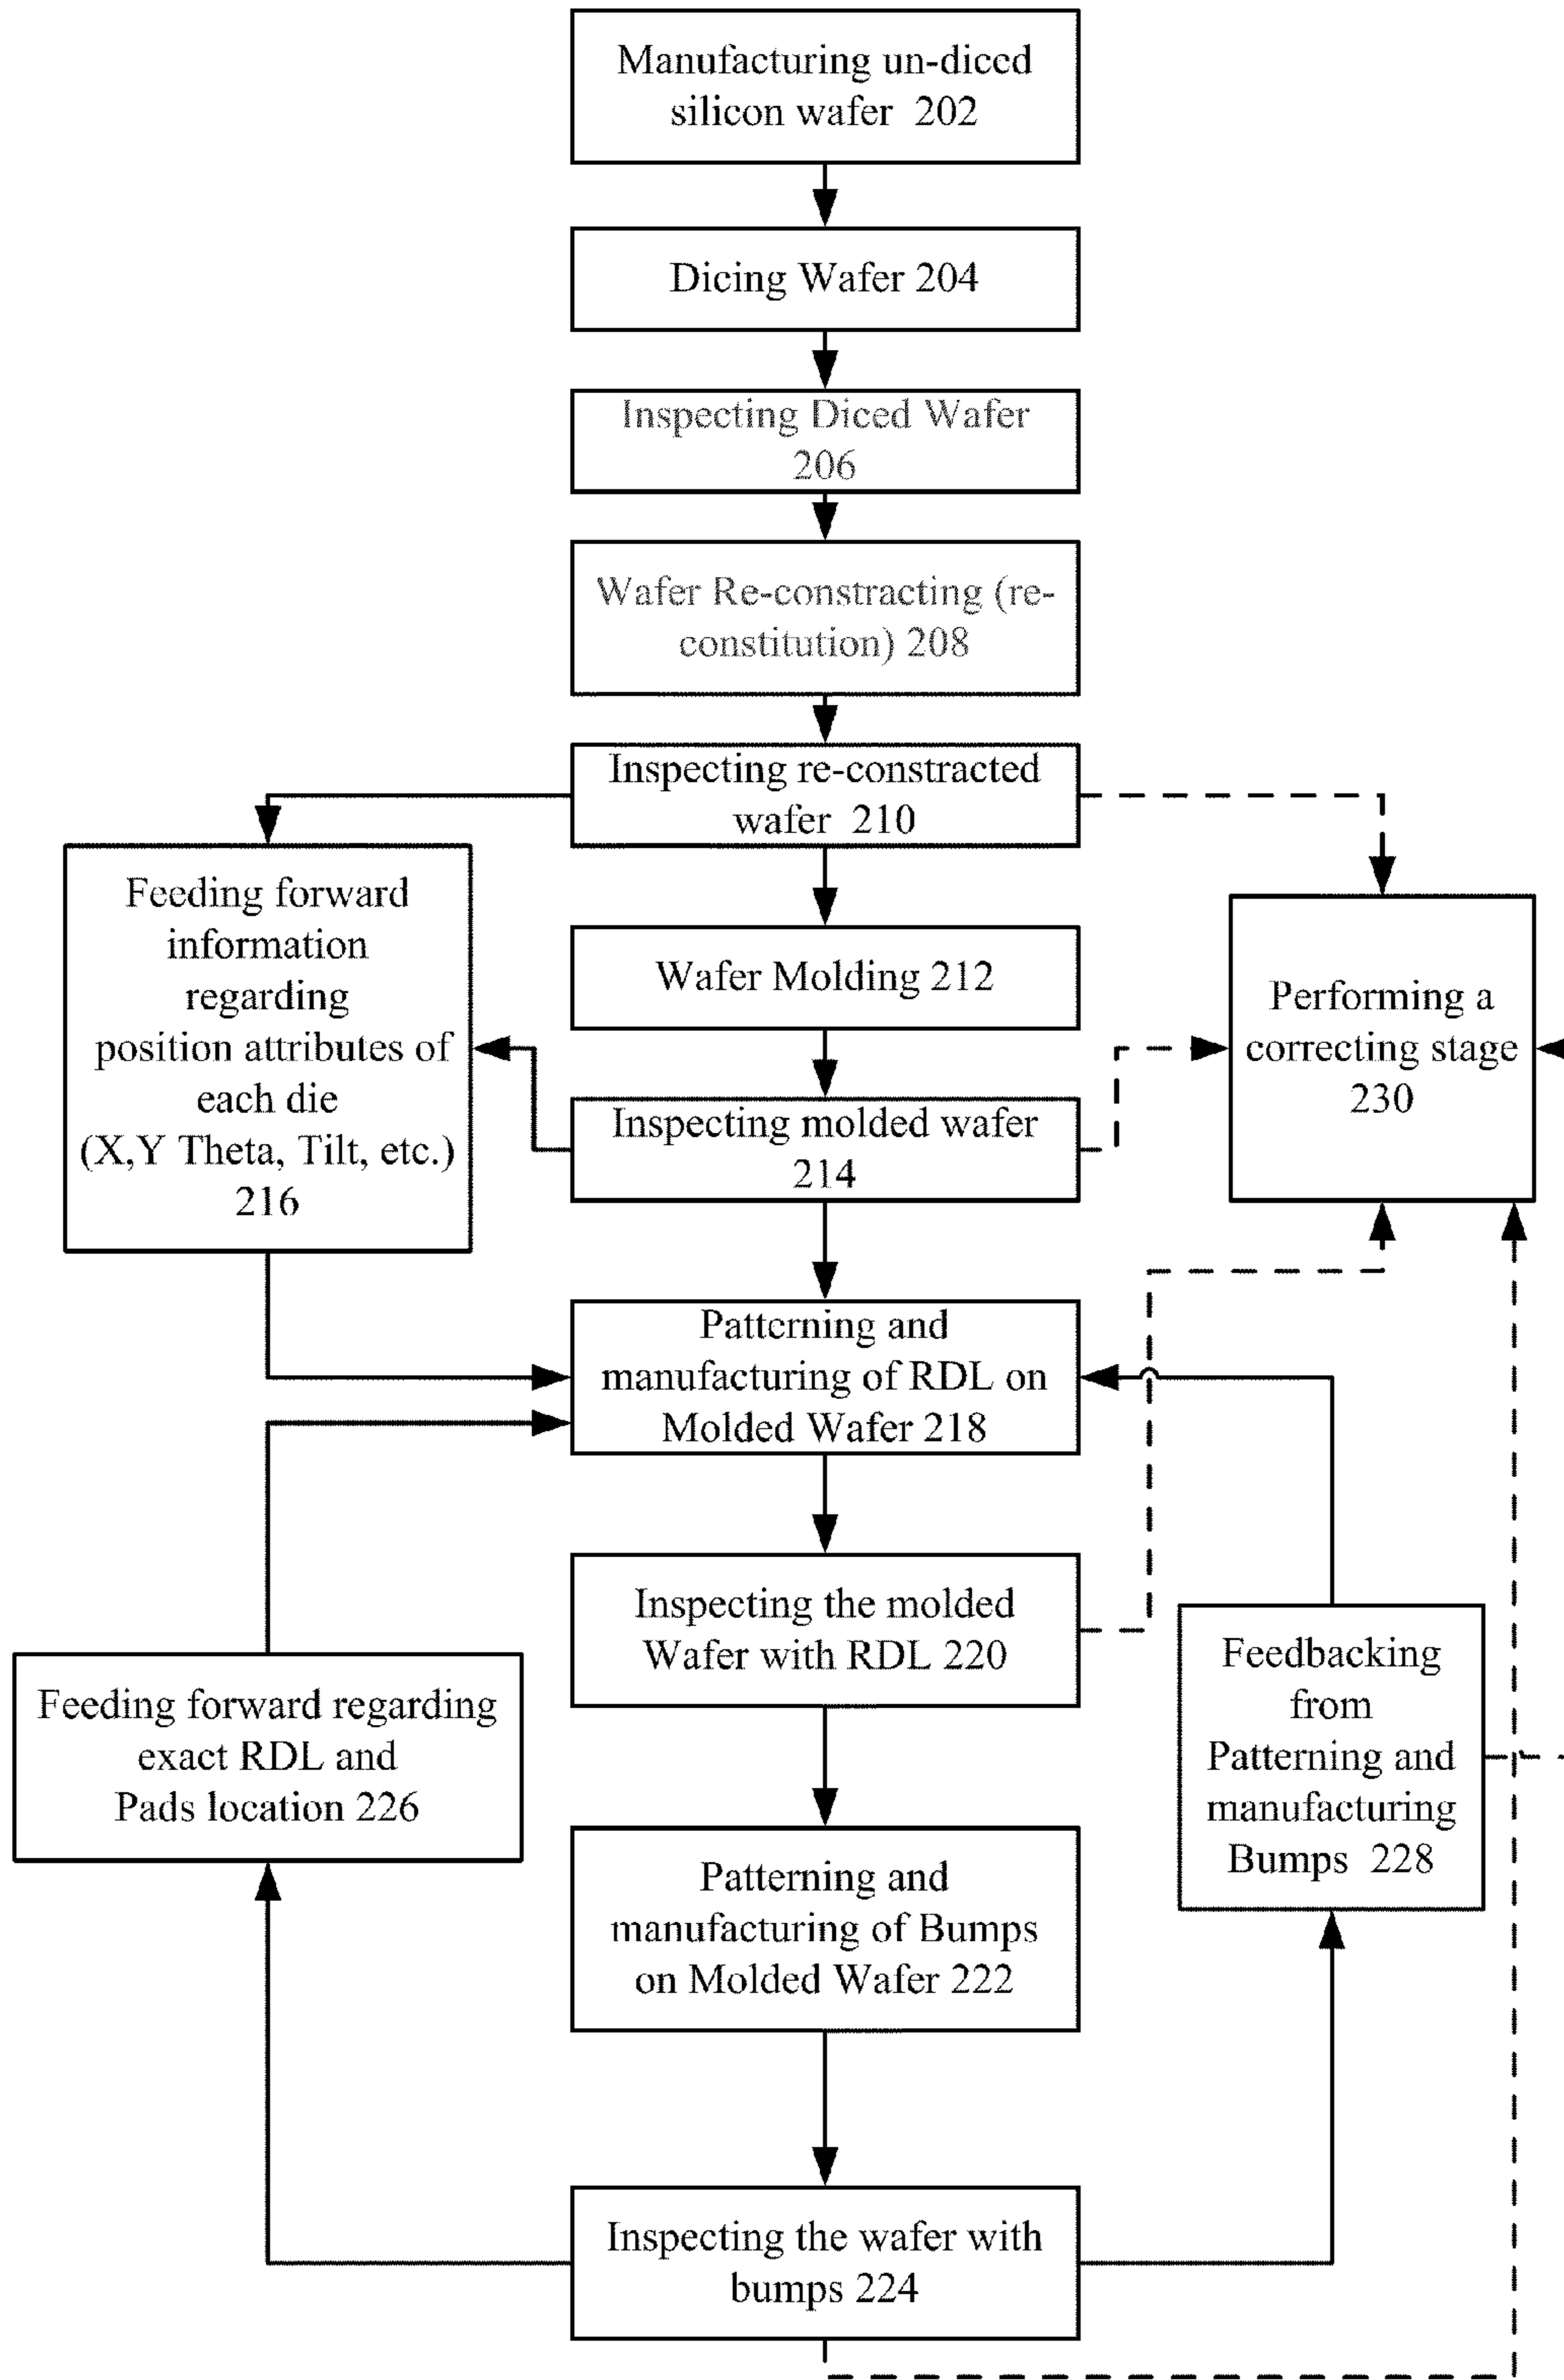 Manufacturing un-diced
silicon wafer 202
Dicing Wafer 204
Inspecting Diced Wafer
206
Wafer Re-constracting (re-
constitution) 208
Inspecting re-constracted
wafer 210
Feeding forward
information
regarding
position attributes of
each die
(X,Y Theta, Tilt, etc.)
216
Wafer Molding 212
Performing a
correcting stage
230
Inspecting molded wafer
214
Patterning and
manufacturing of RDL on
Molded Wafer 218
Inspecting the molded
Wafer with RDL 220
Feeding forward regarding
exact RDL and
Pads location 226
Feedbacking
from
Patterning and
manufacturing
Bumps 228
Patterning and
manufacturing of Bumps
on Molded Wafer 222
Inspecting the wafer with
bumps 224